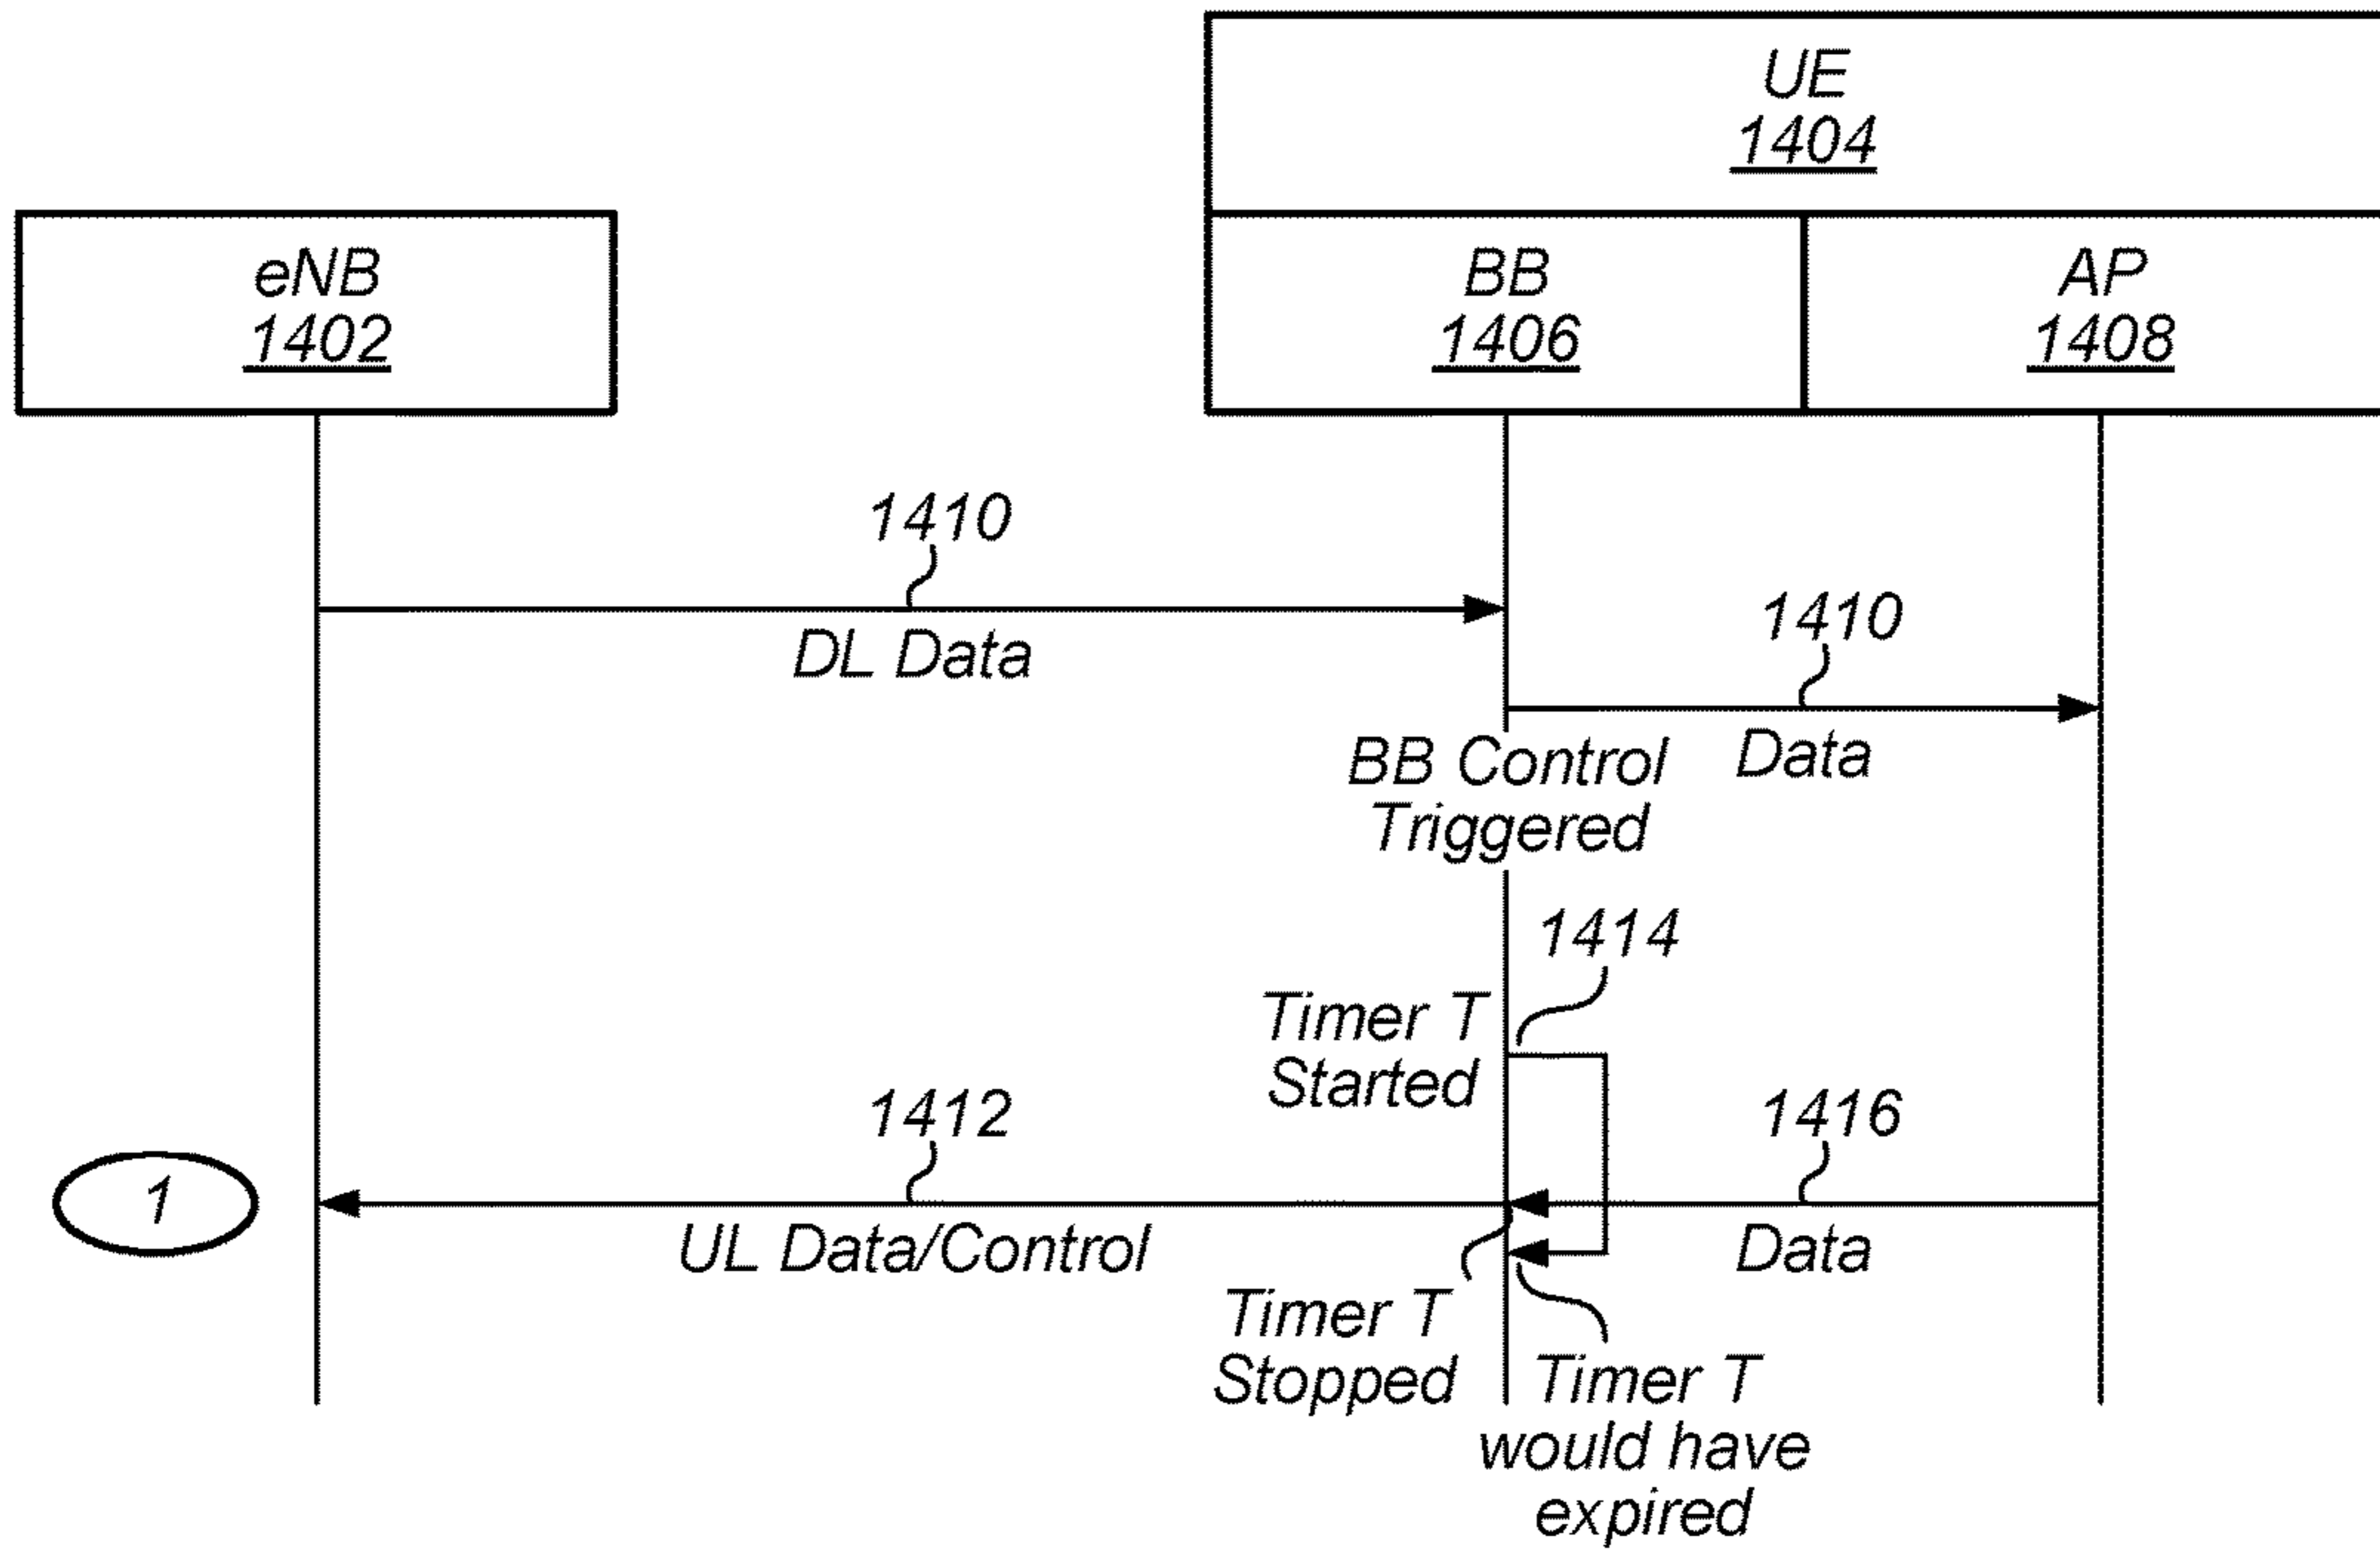 UE
1404
eNB
1402
BB
1406
AP
1408
1410
DL Data
1410
Data
BB Control
Triggered
1414
Timer T
Started
1412
1416
1
UL Data/Control
Data
Timer T
Stopped
Timer T
would have
expired